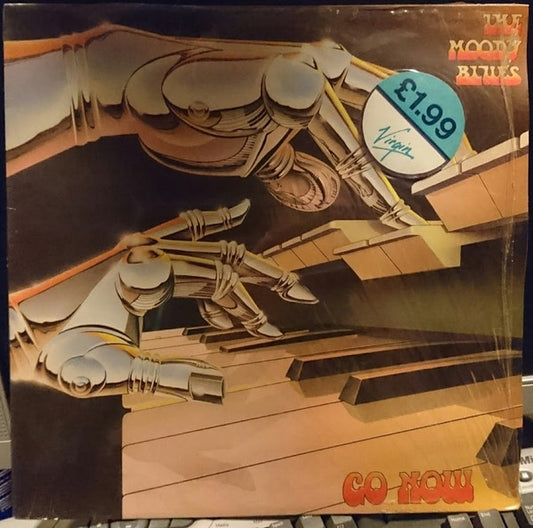 THE
MOODY
BLUES
£1.99
Virgin
GO NOW